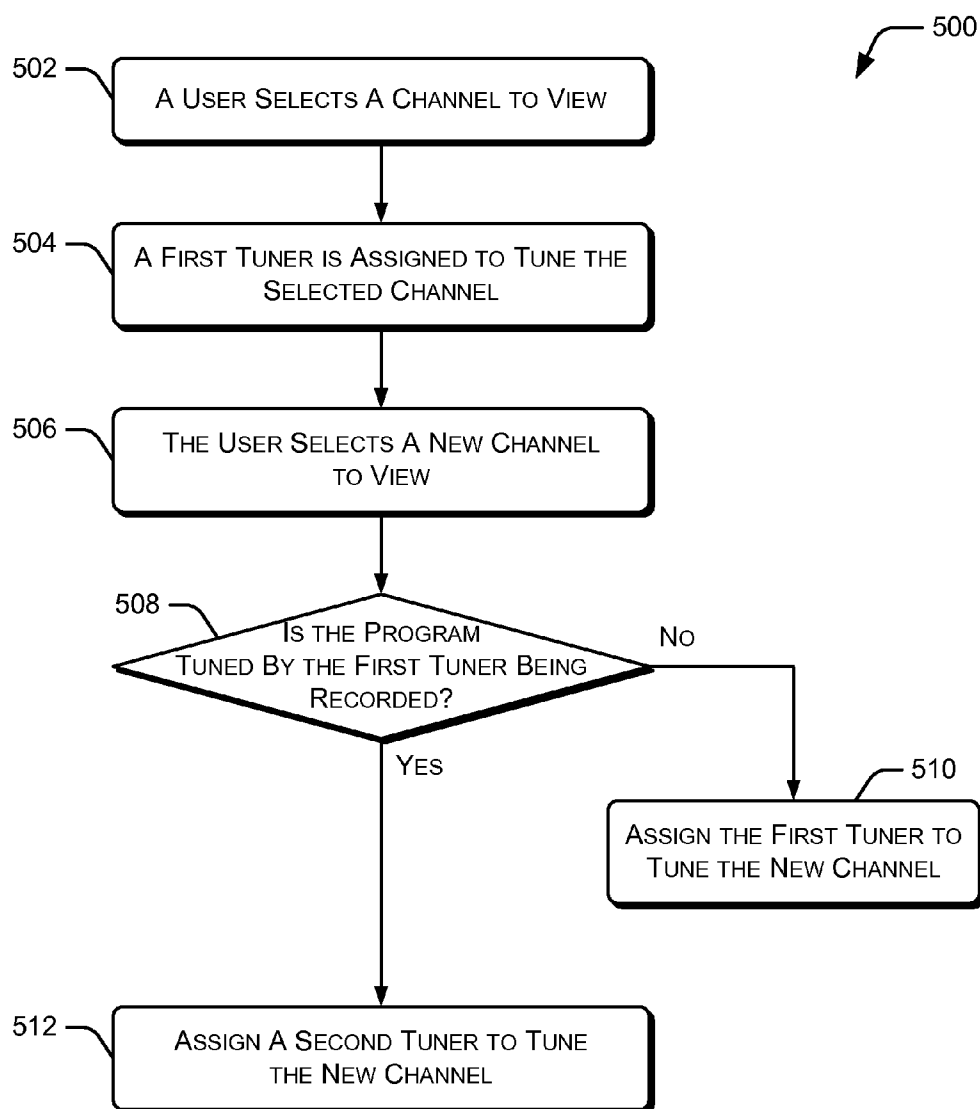 500
502
A USER SELECTS A CHANNEL TO VIEW
504
A FIRST TUNER IS ASSIGNED TO TUNE THE
SELECTED CHANNEL
506
THE USER SELECTS A NEW CHANNEL
TO VIEW
508
IS THE PROGRAM
TUNED BY THE FIRST TUNER BEING
RECORDED?
NO
YES
510
ASSIGN THE FIRST TUNER TO
TUNE THE NEW CHANNEL
512
ASSIGN A SECOND TUNER TO TUNE
THE NEW CHANNEL